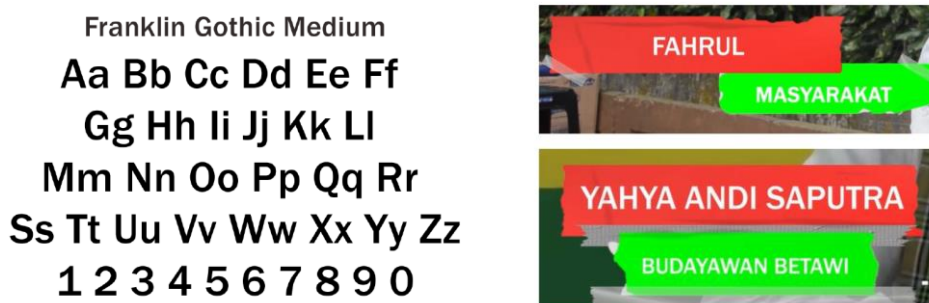 Franklin Gothic Medium
Aa Bb Cc Dd Ee Ff
Gg Hh Ii Jj Kk Ll
Mm Nn Oo Pp Qq Rr
Ss Tt Uu Vv Ww Xx Yy Zz
1 2 3 4 5 6 7 8 9 0
FAHRUL
MASYARAKAT
YAHYA ANDI SAPUTRA
BUDAYAWAN BETAWI